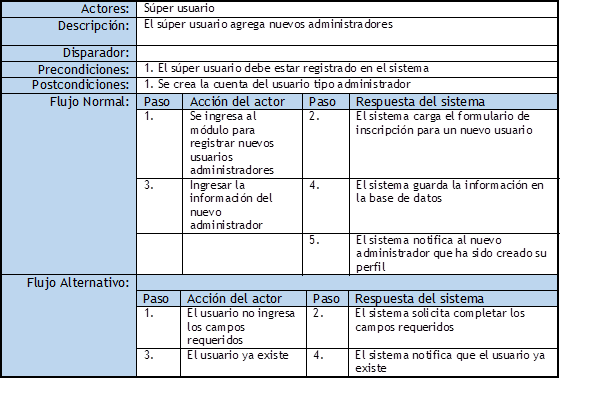 Actores: Súper usuario
Descripción: El súper usuario agrega nuevos administradores
Disparador:
Precondiciones: 1. El súper usuario debe estar registrado en el sistema
Postcondiciones: 1. Se crea la cuenta del usuario tipo administrador
Flujo Normal: Paso Acción del actor Paso Respuesta del sistema
1. Se ingresa al
módulo para
registrar nuevos
usuarios
administradores
2. El sistema carga el formulario de
inscripción para un nuevo usuario
3. Ingresar la
información del
nuevo
administrador
4. El sistema guarda la información en
la base de datos
5. El sistema notifica al nuevo
administrador que ha sido creado su
perfil
Flujo Alternativo:
Paso Acción del actor Paso Respuesta del sistema
1. El usuario no ingresa
los campos
requeridos
2. El sistema solicita completar los
campos requeridos
3. El usuario ya existe
4. El sistema notifica que el usuario ya
existe